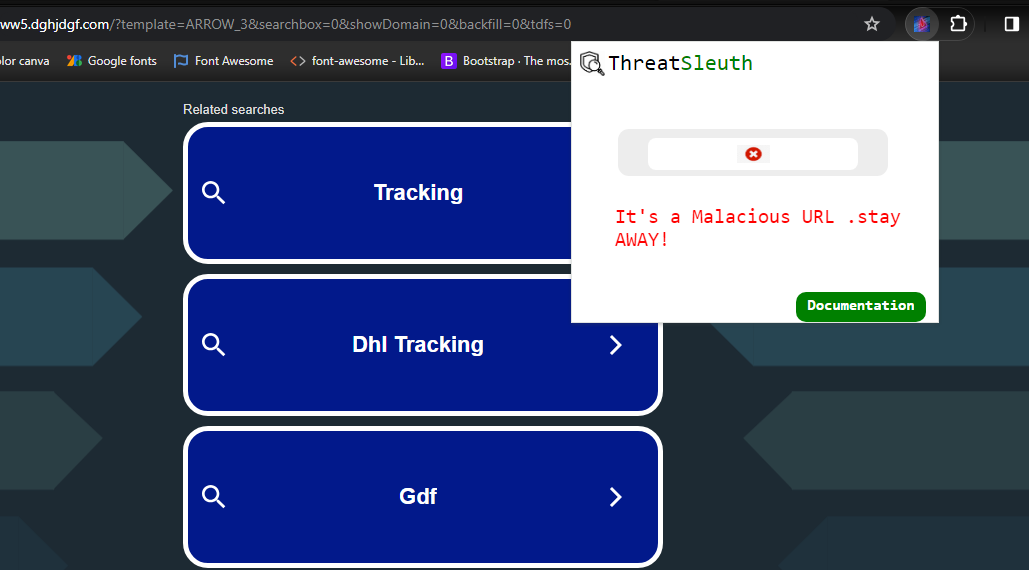 ww5.dghjdgf.com/?template=ARROW_3&searchbox=0&showDomain=0&backfill=0&tdfs=0
olor canva Google fonts Font Awesome font-awesome - Lib... Bootstrap · The mos.
ThreatSleuth
It's a Malacious URL .stay
AWAY!
Documentation
Related searches
Tracking
Dhl Tracking
Gdf